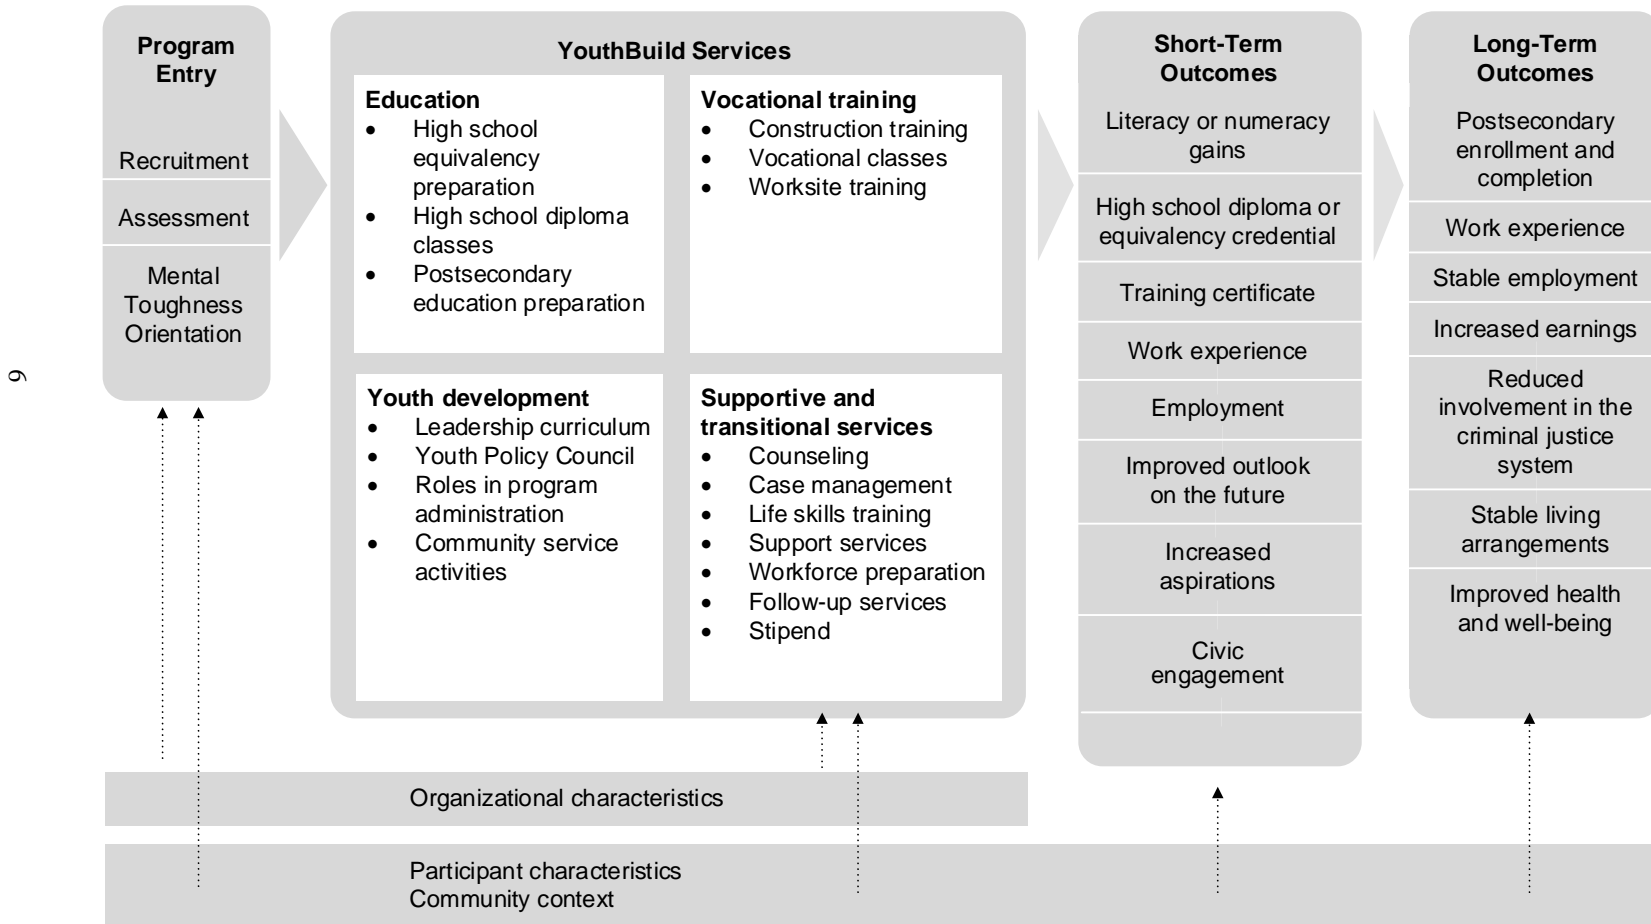 Program
Entry
Recruitment
Assessment
Mental
Toughness
Orientation
YouthBuild Services
Education
• High school
equivalency
preparation
• High school diploma
classes
• Postsecondary
education preparation
Vocational training
• Construction training
• Vocational classes
• Worksite training
Youth development
• Leadership curriculum
• Youth Policy Council
• Roles in program
administration
• Community service
activities
Supportive and
transitional services
• Counseling
• Case management
• Life skills training
• Support services
• Workforce preparation
• Follow-up services
• Stipend
Short-Term
Outcomes
Literacy or numeracy
gains
High school diploma or
equivalency credential
Training certificate
Work experience
Employment
Improved outlook
on the future
Increased
aspirations
Civic
engagement
Long-Term
Outcomes
Postsecondary
enrollment and
completion
Work experience
Stable employment
Increased earnings
Reduced
involvement in the
criminal justice
system
Stable living
arrangements
Improved health
and well-being
Organizational characteristics
Participant characteristics
Community context
9